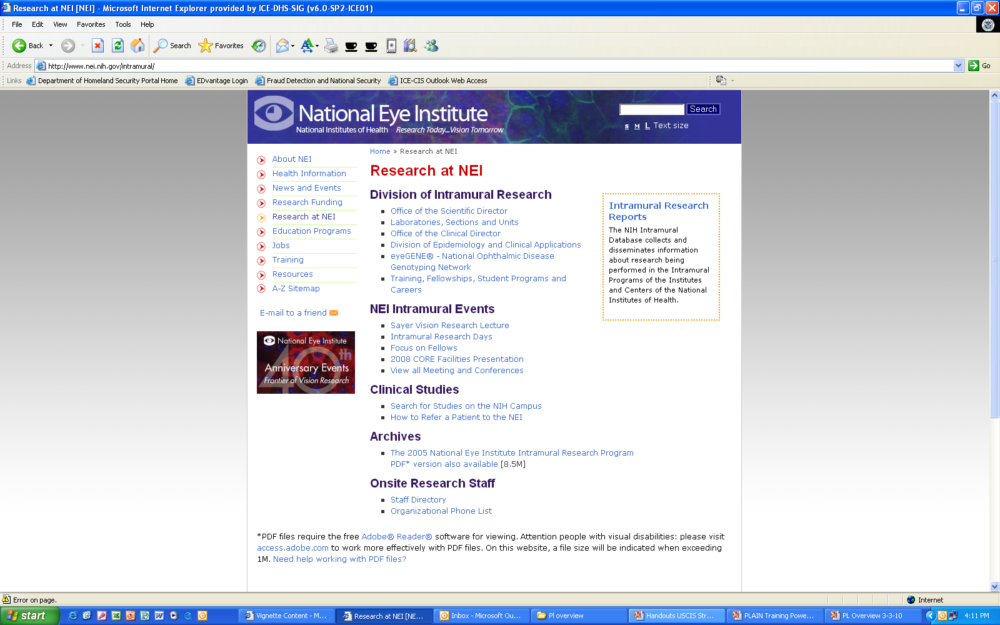 Research at NEI [NEI] - Microsoft Internet Explorer provided by ICE-DHS-SIG (v6.0-SP2-ICE01)
File Edit View Favorites Tools Help
Back Search Favorites
Address http://www.nei.nih.gov/intramural/ Go
Links Department of Homeland Security Portal Home EDvantage Login Fraud Detection and National Security ICE-CIS Outlook Web Access
National Eye Institute
National Institutes of Health Research Today...Vision Tomorrow
Search
S M L Text size
About NEI
Health Information
News and Events
Research Funding
Research at NEI
Education Programs
Jobs
Training
Resources
A-Z Sitemap
E-mail to a friend
National Eye Institute
40th
Anniversary Events
Frontier of Vision Research
Home » Research at NEI
Research at NEI
Division of Intramural Research
Office of the Scientific Director
Laboratories, Sections and Units
Office of the Clinical Director
Division of Epidemiology and Clinical Applications
eyeGENE® - National Ophthalmic Disease
Genotyping Network
Training, Fellowships, Student Programs and
Careers
NEI Intramural Events
Sayer Vision Research Lecture
Intramural Research Days
Focus on Fellows
2008 CORE Facilities Presentation
View all Meeting and Conferences
Clinical Studies
Search for Studies on the NIH Campus
How to Refer a Patient to the NEI
Archives
The 2005 National Eye Institute Intramural Research Program
PDF* version also available [8.5M]
Onsite Research Staff
Staff Directory
Organizational Phone List
Intramural Research
Reports
The NIH Intramural
Database collects and
disseminates information
about research being
performed in the Intramural
Programs of the Institutes
and Centers of the National
Institutes of Health.
*PDF files require the free Adobe® Reader® software for viewing. Attention people with visual disabilities: please visit
access.adobe.com to work more effectively with PDF files. On this website, a file size will be indicated when exceeding
1M. Need help working with PDF files?
Error on page. Internet
start Vignette Content - M... Research at NEI [NE... Inbox - Microsoft Ou... Pl overview Handouts USCIS Str... PLAIN Training Powe... PL Overview 3-3-10 4:11 PM